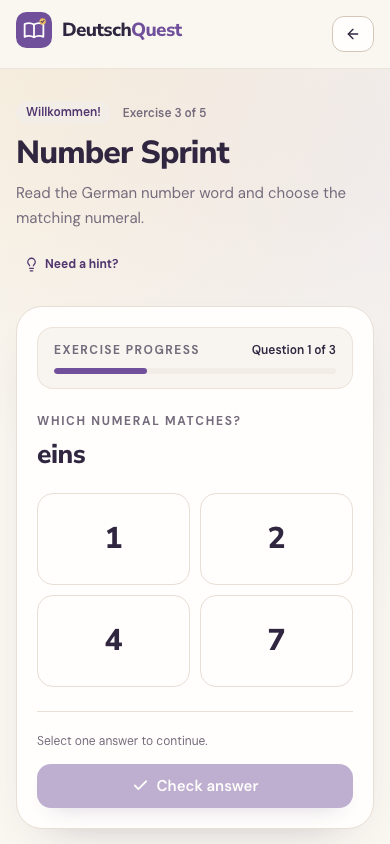 DeutschQuest
Willkommen!
Exercise 3 of 5
Number Sprint
Read the German number word and choose the
matching numeral.
Need a hint?
EXERCISE PROGRESS
Question 1 of 3
WHICH NUMERAL MATCHES?
eins
1
2
4
7
Select one answer to continue.
Check answer